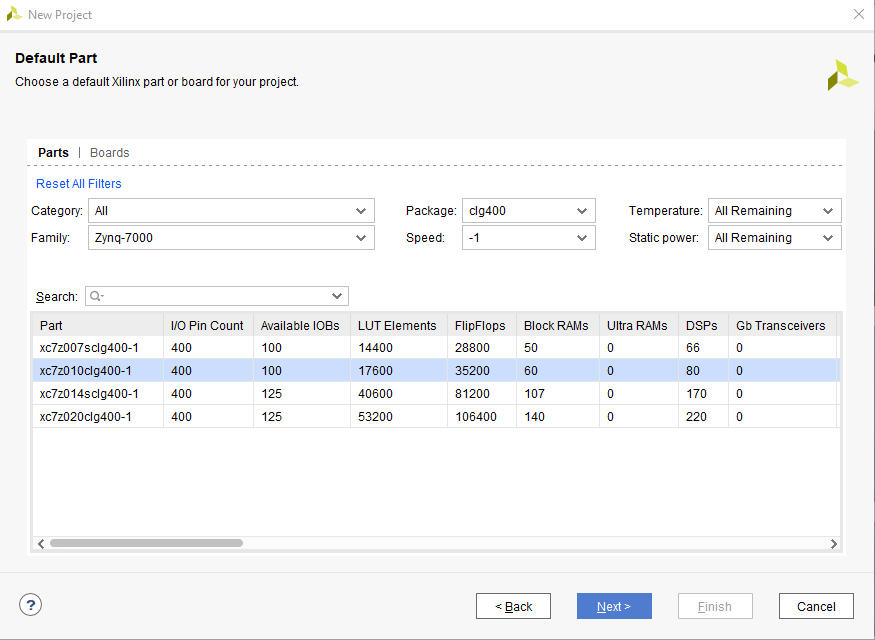 New Project
Default Part
Choose a default Xilinx part or board for your project.
Parts | Boards
Reset All Filters
Category: All Package: clg400 Temperature: All Remaining
Family: Zynq-7000 Speed: -1 Static power: All Remaining
Search:
Part I/O Pin Count Available IOBs LUT Elements FlipFlops Block RAMs Ultra RAMs DSPs Gb Transceivers
xc7z007sclg400-1 400 100 14400 28800 50 0 66 0
xc7z010clg400-1 400 100 17600 35200 60 0 80 0
xc7z014sclg400-1 400 125 40600 81200 107 0 170 0
xc7z020clg400-1 400 125 53200 106400 140 0 220 0
? < Back Next > Finish Cancel